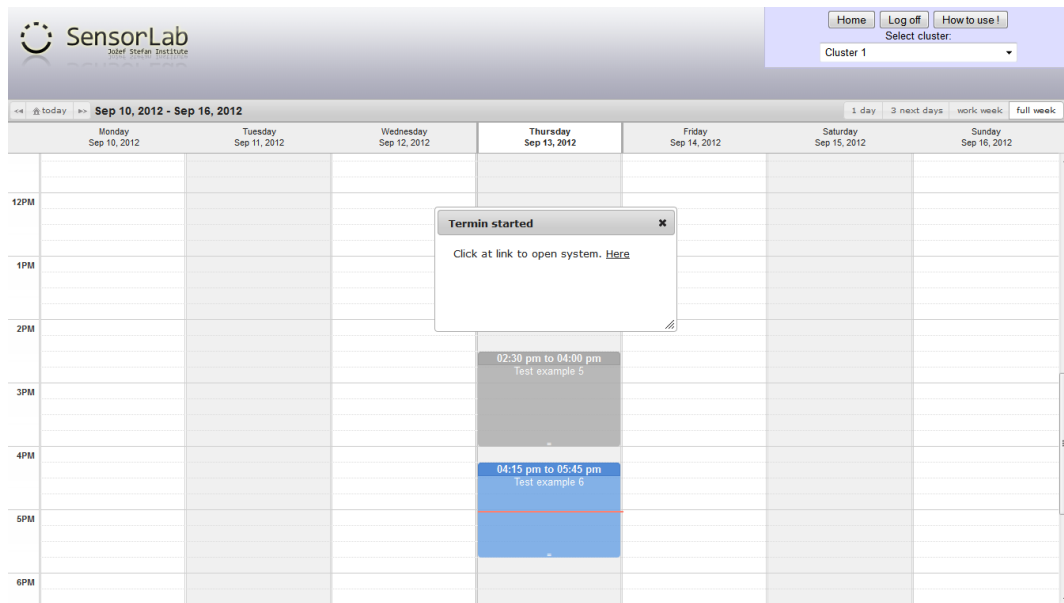 SensorLab
Jožef Stefan Institute
Home Log off How to use !
Select cluster:
Cluster 1
<< today >> Sep 10, 2012 - Sep 16, 2012
1 day 3 next days work week full week
Monday Tuesday Wednesday Thursday Friday Saturday Sunday
Sep 10, 2012 Sep 11, 2012 Sep 12, 2012 Sep 13, 2012 Sep 14, 2012 Sep 15, 2012 Sep 16, 2012
12PM
Termin started
Click at link to open system. Here
1PM
2PM
02:30 pm to 04:00 pm
Test example 5
3PM
4PM
04:15 pm to 05:45 pm
Test example 6
5PM
6PM